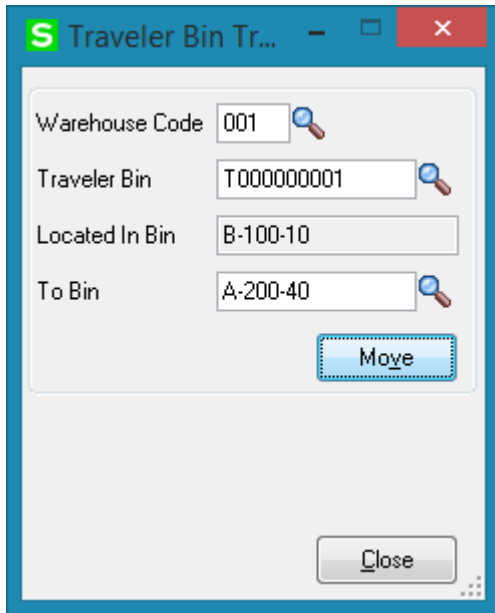 S Traveler Bin Tr...
Warehouse Code 001
Traveler Bin T000000001
Located In Bin B-100-10
To Bin A-200-40
Move
Close